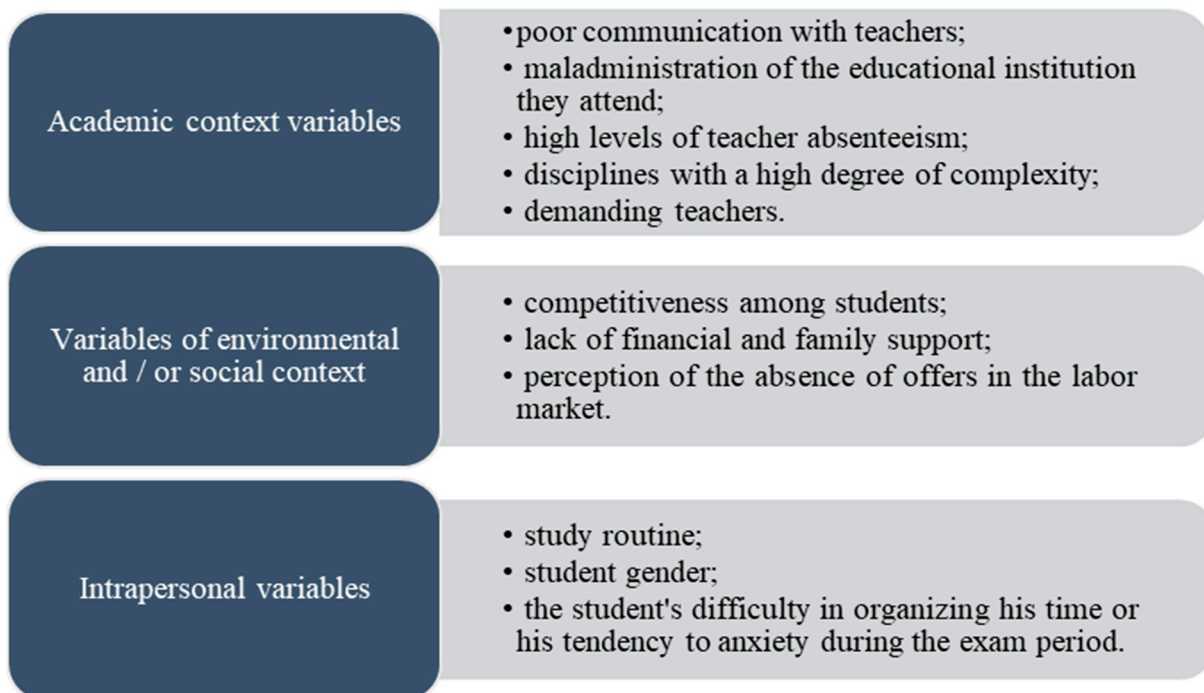 Academic context variables
•poor communication with teachers;
• maladministration of the educational institution
they attend;
• high levels of teacher absenteeism;
• disciplines with a high degree of complexity;
• demanding teachers.
Variables of environmental
and / or social context
• competitiveness among students;
• lack of financial and family support;
• perception of the absence of offers in the labor
market.
Intrapersonal variables
• study routine;
• student gender;
• the student's difficulty in organizing his time or
his tendency to anxiety during the exam period.